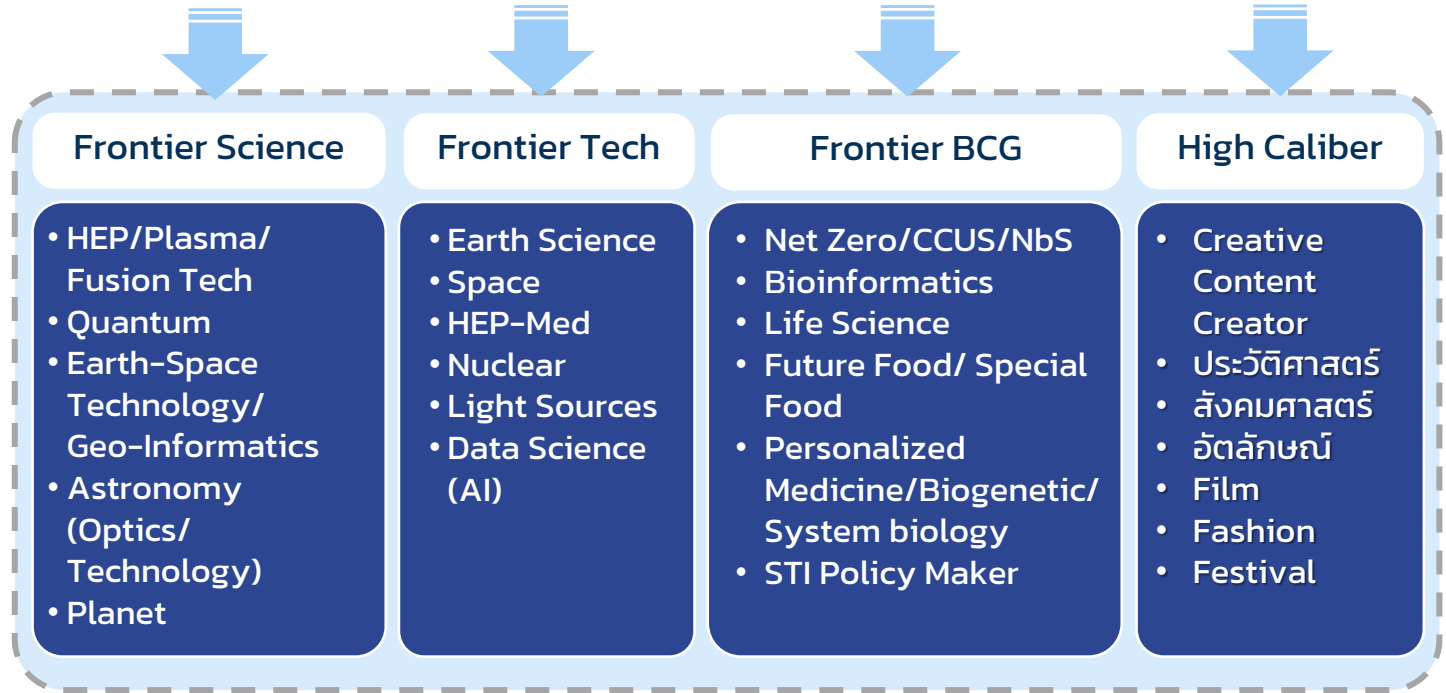 Frontier Science
HEP/Plasma/
Fusion Tech
Quantum
Earth-Space
Technology/
Geo-Informatics
Astronomy
(Optics/
Technology)
Planet
Frontier Tech
Earth Science
Space
HEP-Med
Nuclear
Light Sources
Data Science
(AI)
Frontier BCG
Net Zero/CCUS/NbS
Bioinformatics
Life Science
Future Food/ Special
Food
Personalized
Medicine/Biogenetic/
System biology
STI Policy Maker
High Caliber
Creative
Content
Creator
ประวัติศาสตร์
สังคมศาสตร์
อัตลักษณ์
Film
Fashion
Festival